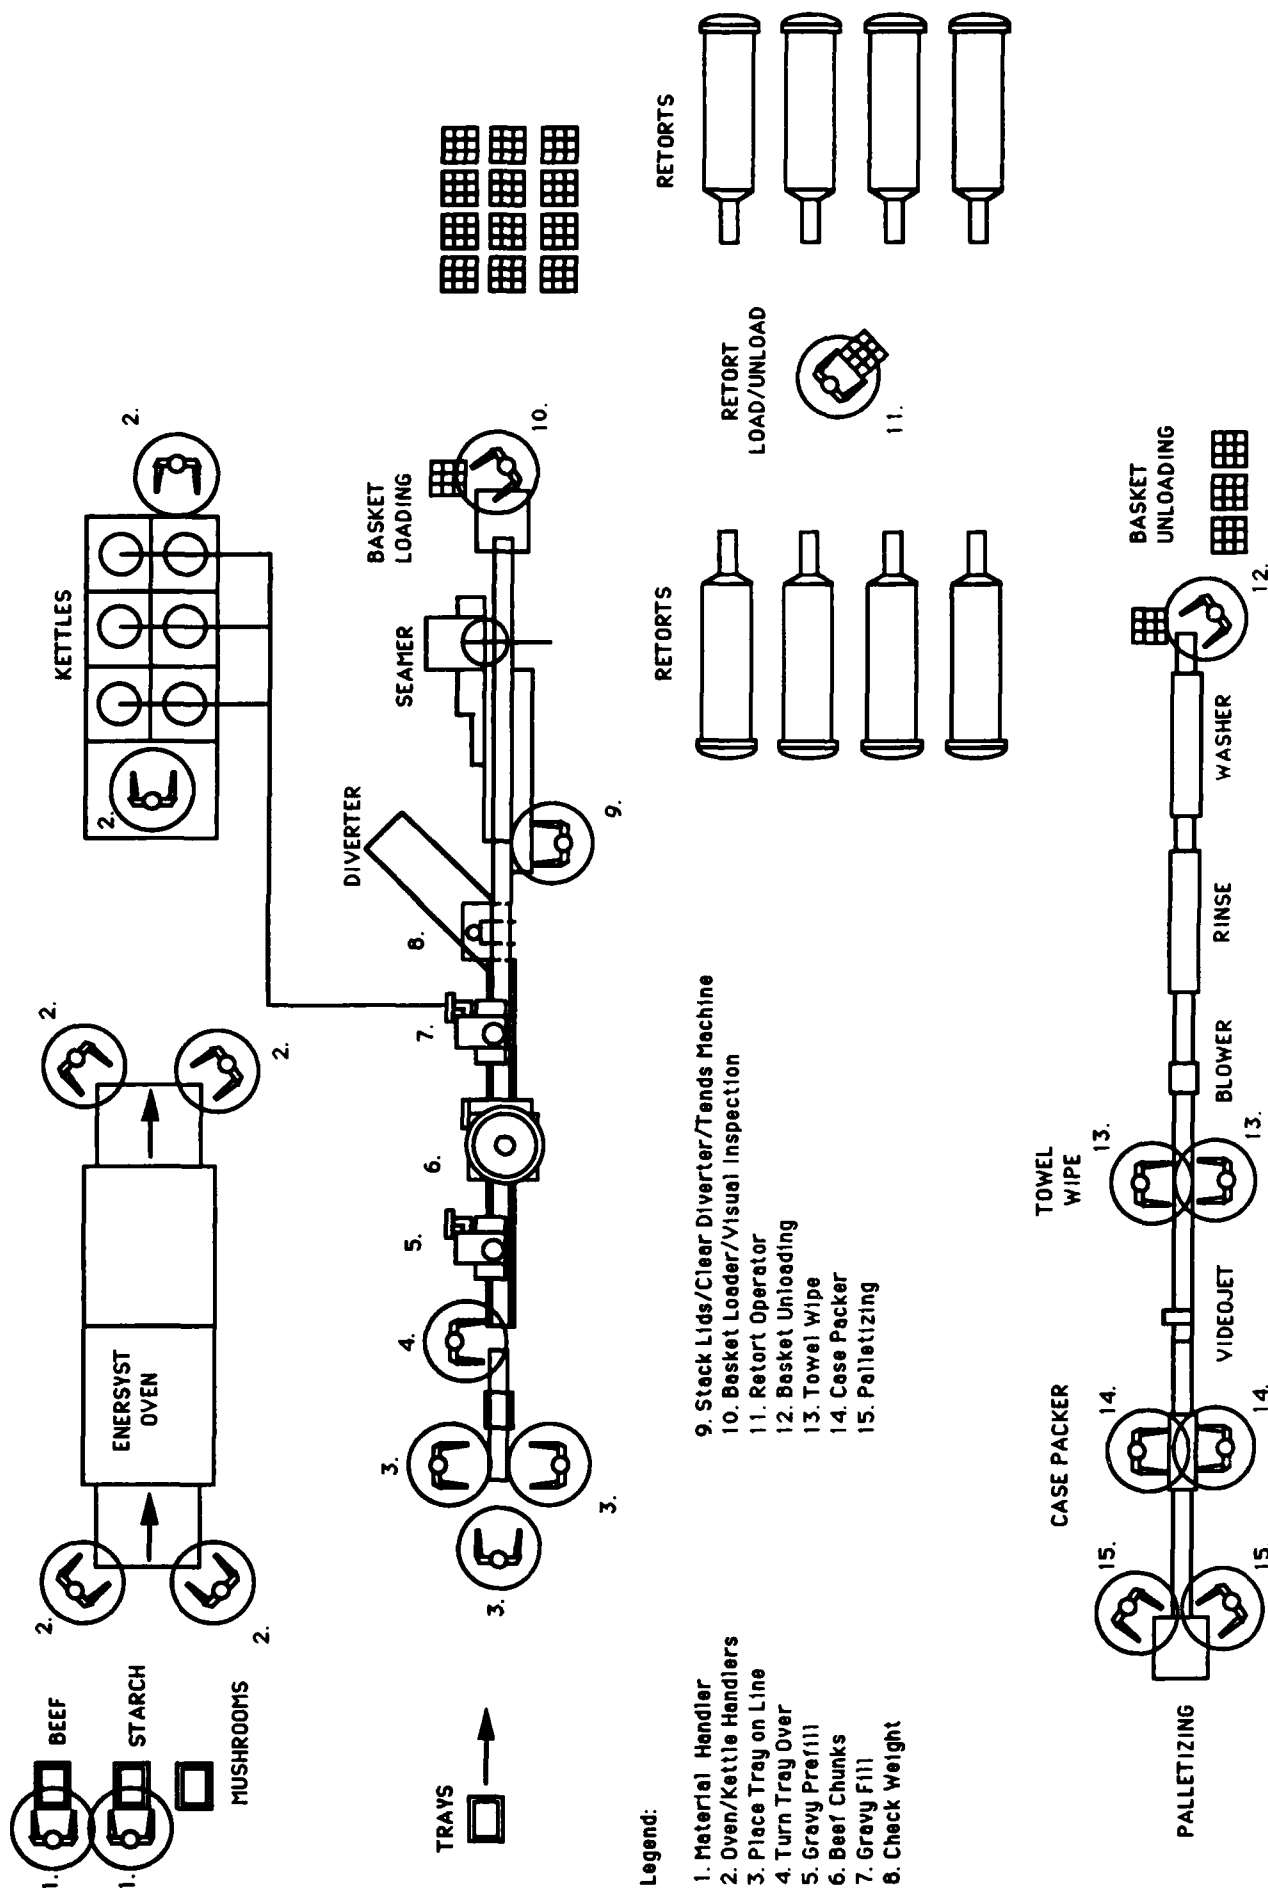 1.
BEEF
1.
STARCH
MUSHROOMS
2.
2.
ENERSYST
OVEN
2.
2.
2.
KETTLES
2.
TRAYS
3.
3.
3.
4.
5.
6.
7.
8.
DIVERTER
9.
SEAMER
BASKET
LOADING
10.
Legend:
1. Material Handler
2. Oven/Kettle Handlers
3. Place Tray on Line
4. Turn Tray Over
5. Gravy Prefill
6. Beef Chunks
7. Gravy Fill
8. Check Weight
9. Stack Lids/Clear Diverter/Tends Machine
10. Basket Loader/Visual Inspection
11. Retort Operator
12. Basket Unloading
13. Towel Wipe
14. Case Packer
15. Palletizing
RETORTS
RETORT
LOAD/UNLOAD
11.
RETORTS
PALLETIZING
15.
15.
CASE PACKER
14.
14.
VIDEOJET
TOWEL
WIPE
13.
13.
BLOWER
RINSE
WASHER
12.
BASKET
UNLOADING